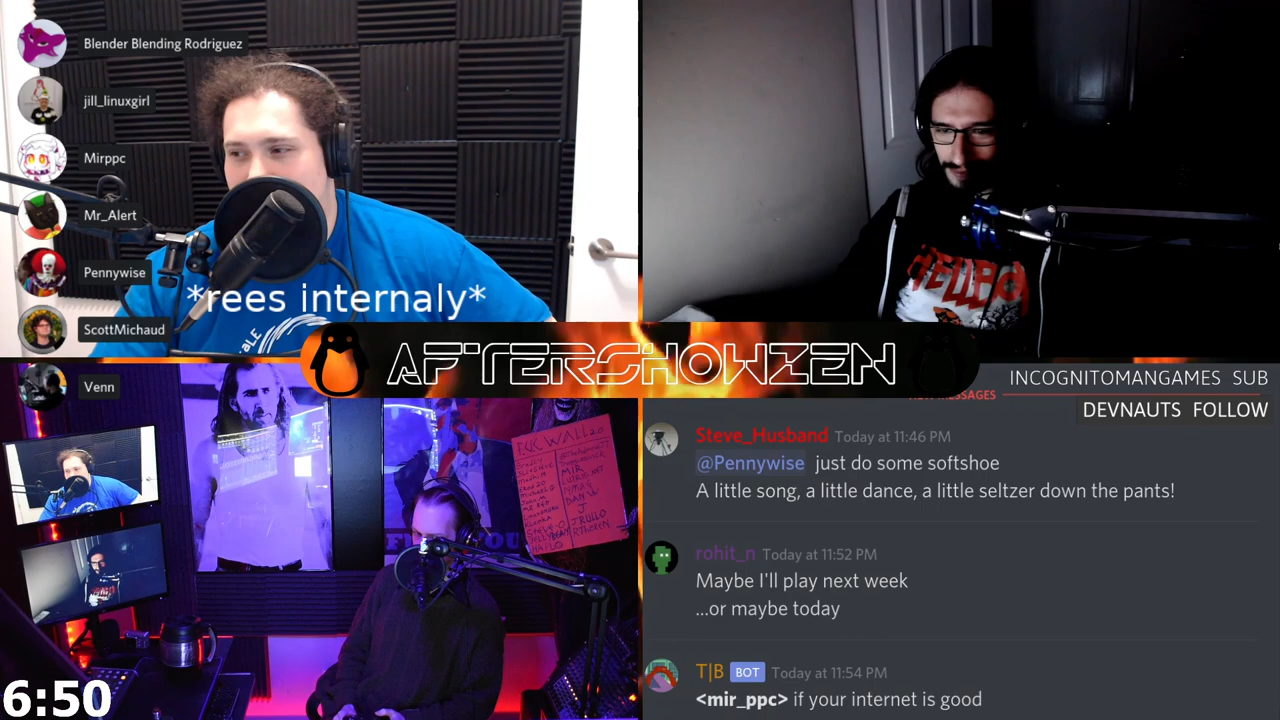 Blender Blending Rodriguez
jill_linuxgirl
Mirppc
Mr_Alert
Pennywise
ScottMichaud
Venn
*rees internaly*
AFTERSHOWZEN
INCOGNITOMANGAMES SUB
DEVNAUTS FOLLOW
Steve_Husband Today at 11:46 PM
@Pennywise just do some softshoe
A little song, a little dance, a little seltzer down the pants!
rohit_n Today at 11:52 PM
Maybe I'll play next week
...or maybe today
T|B BOT Today at 11:54 PM
<mir_ppc> if your internet is good
6:50